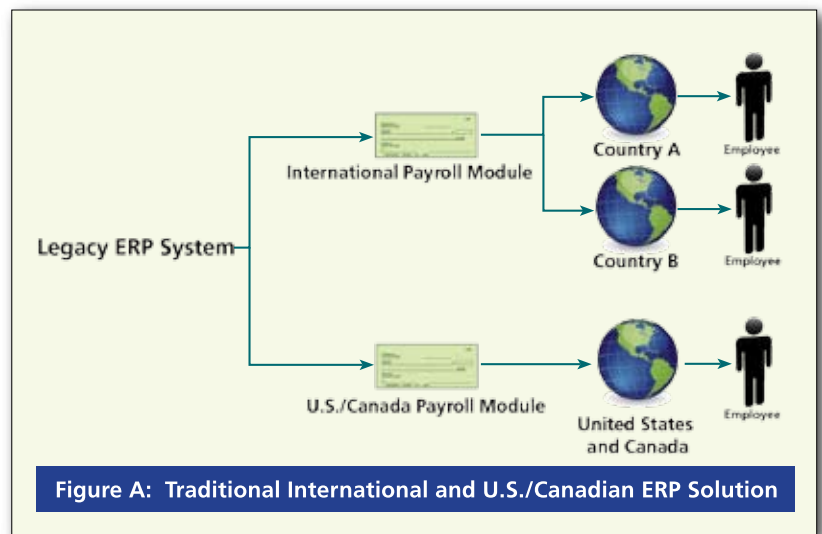 Country A
Employee
International Payroll Module
Legacy ERP System
Country B
Employee
U.S./Canada Payroll Module
United States
and Canada
Employee
Figure A: Traditional International and U.S./Canadian ERP Solution